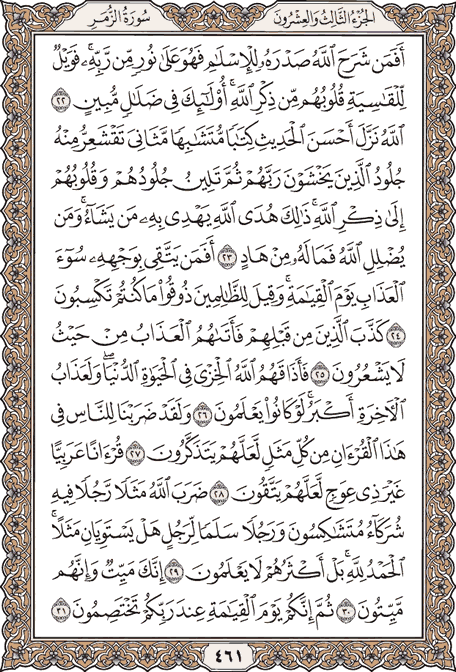 سُورَةُ الزُّمَرِ الجُزْءُ الثَّالِثُ وَالعِشْرُونَ
أَفَمَن شَرَحَ ٱللَّهُ صَدْرَهُۥ لِلْإِسْلَٰمِ فَهُوَ عَلَىٰ نُورٍ مِّن رَّبِّهِۦۚ فَوَيْلٌ
لِّلْقَٰسِيَةِ قُلُوبُهُم مِّن ذِكْرِ ٱللَّهِۚ أُو۟لَٰٓئِكَ فِى ضَلَٰلٍ مُّبِينٍ ٢٢
ٱللَّهُ نَزَّلَ أَحْسَنَ ٱلْحَدِيثِ كِتَٰبًا مُّتَشَٰبِهًا مَّثَانِىَ تَقْشَعِرُّ مِنْهُ
جُلُودُ ٱلَّذِينَ يَخْشَوْنَ رَبَّهُمْ ثُمَّ تَلِينُ جُلُودُهُمْ وَقُلُوبُهُمْ
إِلَىٰ ذِكْرِ ٱللَّهِۚ ذَٰلِكَ هُدَى ٱللَّهِ يَهْدِى بِهِۦ مَن يَشَآءُۚ وَمَن
يُضْلِلِ ٱللَّهُ فَمَا لَهُۥ مِنْ هَادٍ ٢٣ أَفَمَن يَتَّقِى بِوَجْهِهِۦ سُوٓءَ
ٱلْعَذَابِ يَوْمَ ٱلْقِيَٰمَةِۚ وَقِيلَ لِلظَّٰلِمِينَ ذُوقُوا۟ مَا كُنتُمْ تَكْسِبُونَ
٢٤ كَذَّبَ ٱلَّذِينَ مِن قَبْلِهِمْ فَأَتَىٰهُمُ ٱلْعَذَابُ مِنْ حَيْثُ
لَا يَشْعُرُونَ ٢٥ فَأَذَاقَهُمُ ٱللَّهُ ٱلْخِزْىَ فِى ٱلْحَيَوٰةِ ٱلدُّنْيَاۖ وَلَعَذَابُ
ٱلْءَاخِرَةِ أَكْبَرُۚ لَوْ كَانُوا۟ يَعْلَمُونَ ٢٦ وَلَقَدْ ضَرَبْنَا لِلنَّاسِ فِى
هَٰذَا ٱلْقُرْءَانِ مِن كُلِّ مَثَلٍ لَّعَلَّهُمْ يَتَذَكَّرُونَ ٢٧ قُرْءَانًا عَرَبِيًّا
غَيْرَ ذِى عِوَجٍ لَّعَلَّهُمْ يَتَّقُونَ ٢٨ ضَرَبَ ٱللَّهُ مَثَلًا رَّجُلًا فِيهِ
شُرَكَآءُ مُتَشَٰكِسُونَ وَرَجُلًا سَلَمًا لِّرَجُلٍ هَلْ يَسْتَوِيَانِ مَثَلًاۚ
ٱلْحَمْدُ لِلَّهِۚ بَلْ أَكْثَرُهُمْ لَا يَعْلَمُونَ ٢٩ إِنَّكَ مَيِّتٌ وَإِنَّهُم
مَّيِّتُونَ ٣٠ ثُمَّ إِنَّكُمْ يَوْمَ ٱلْقِيَٰمَةِ عِندَ رَبِّكُمْ تَخْتَصِمُونَ ٣١
٤٦١